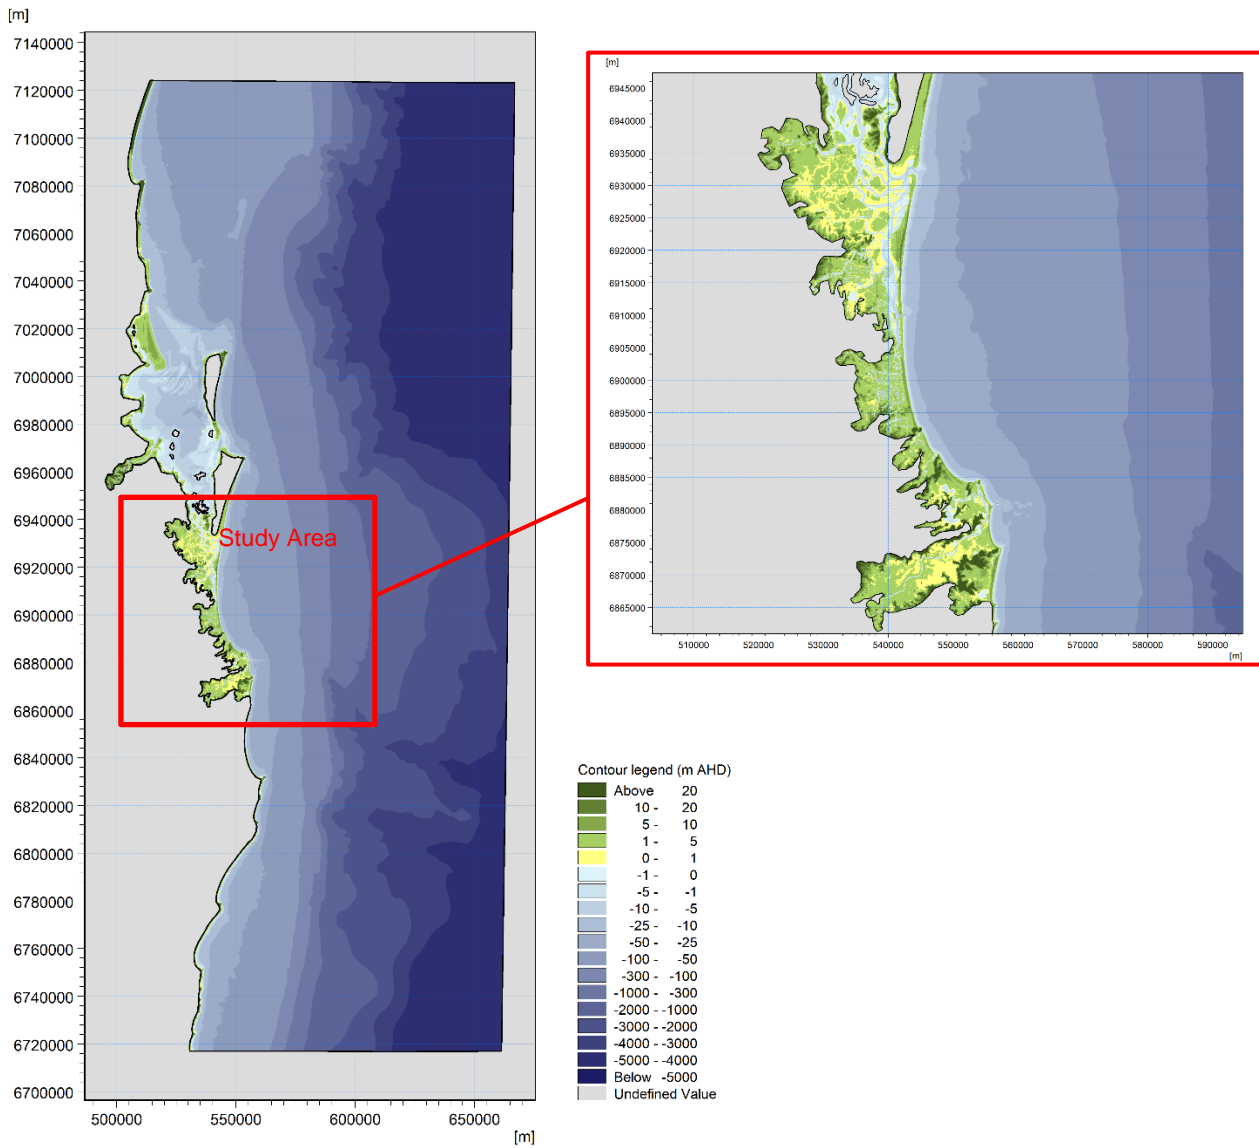 [m]
7140000
7120000
7100000
7080000
7060000
7040000
7020000
7000000
6980000
6960000
6940000
6920000
6900000
6880000
6860000
6840000
6820000
6800000
6780000
6760000
6740000
6720000
6700000
500000 550000 600000 650000
[m]
Study Area
[m]
6945000
6940000
6935000
6930000
6925000
6920000
6915000
6910000
6905000
6900000
6895000
6890000
6885000
6880000
6875000
6870000
6865000
510000 520000 530000 540000 550000 560000 570000 580000 590000
[m]
Contour legend (m AHD)
Above 20
10 - 20
5 - 10
1 - 5
0 - 1
-1 - 0
-5 - -1
-10 - -5
-25 - -10
-50 - -25
-100 - -50
-300 - -100
-1000 - -300
-2000 - -1000
-3000 - -2000
-4000 - -3000
-5000 - -4000
Below -5000
Undefined Value